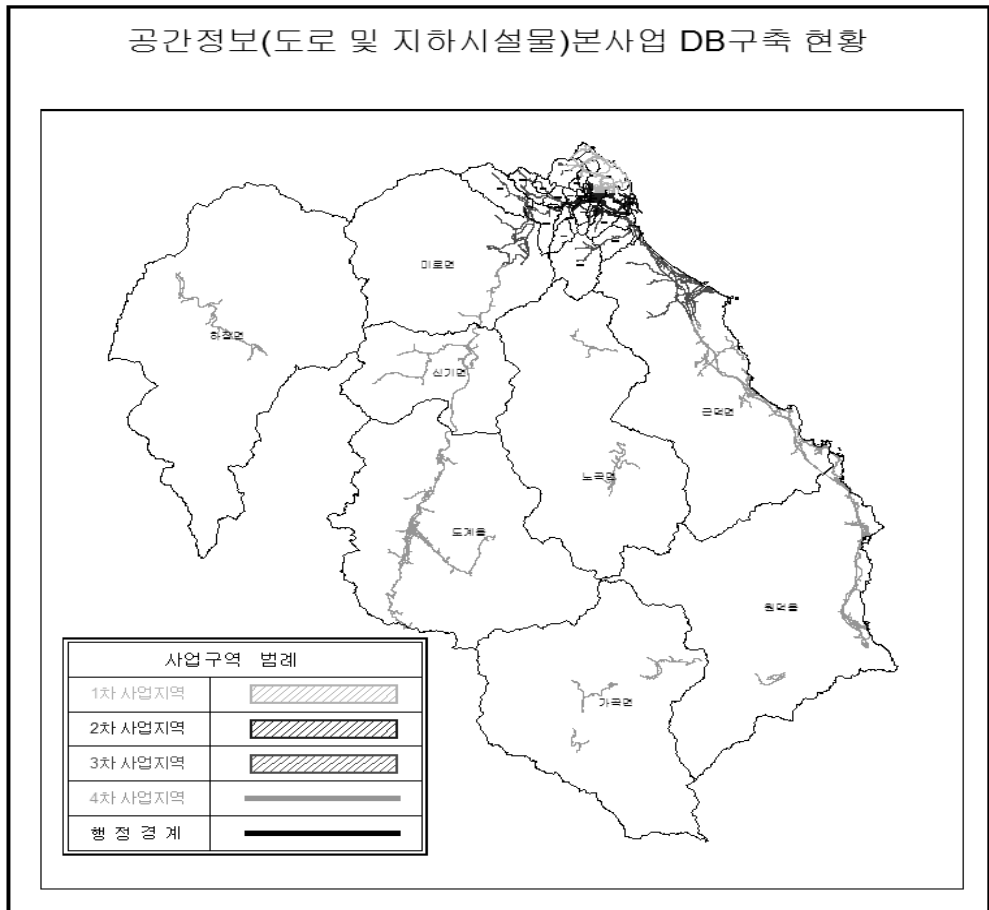 공간정보(도로 및 지하시설물)본사업 DB구축 현황
미로면
하장면
신기면
근덕면
노곡면
도계읍
원덕읍
가곡면
사업구역 범례
1차 사업지역
2차 사업지역
3차 사업지역
4차 사업지역
행 정 경 계